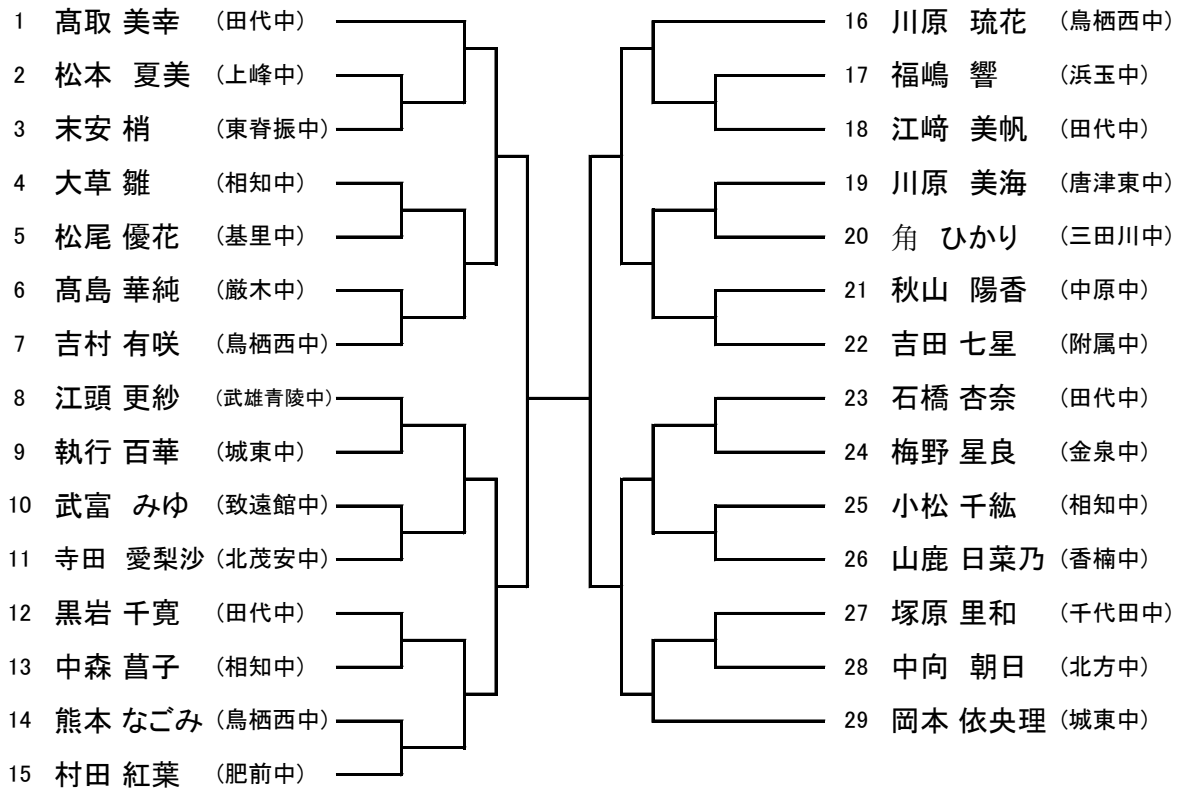 1 髙取 美幸 (田代中)
2 松本 夏美 (上峰中)
3 末安 梢 (東脊振中)
4 大草 雛 (相知中)
5 松尾 優花 (基里中)
6 髙島 華純 (厳木中)
7 吉村 有咲 (鳥栖西中)
8 江頭 更紗 (武雄青陵中)
9 執行 百華 (城東中)
10 武富 みゆ (致遠館中)
11 寺田 愛梨沙 (北茂安中)
12 黒岩 千寛 (田代中)
13 中森 菖子 (相知中)
14 熊本 なごみ (鳥栖西中)
15 村田 紅葉 (肥前中)
16 川原 琉花 (鳥栖西中)
17 福嶋 響 (浜玉中)
18 江﨑 美帆 (田代中)
19 川原 美海 (唐津東中)
20 角 ひかり (三田川中)
21 秋山 陽香 (中原中)
22 吉田 七星 (附属中)
23 石橋 杏奈 (田代中)
24 梅野 星良 (金泉中)
25 小松 千紘 (相知中)
26 山鹿 日菜乃 (香楠中)
27 塚原 里和 (千代田中)
28 中向 朝日 (北方中)
29 岡本 依央理 (城東中)